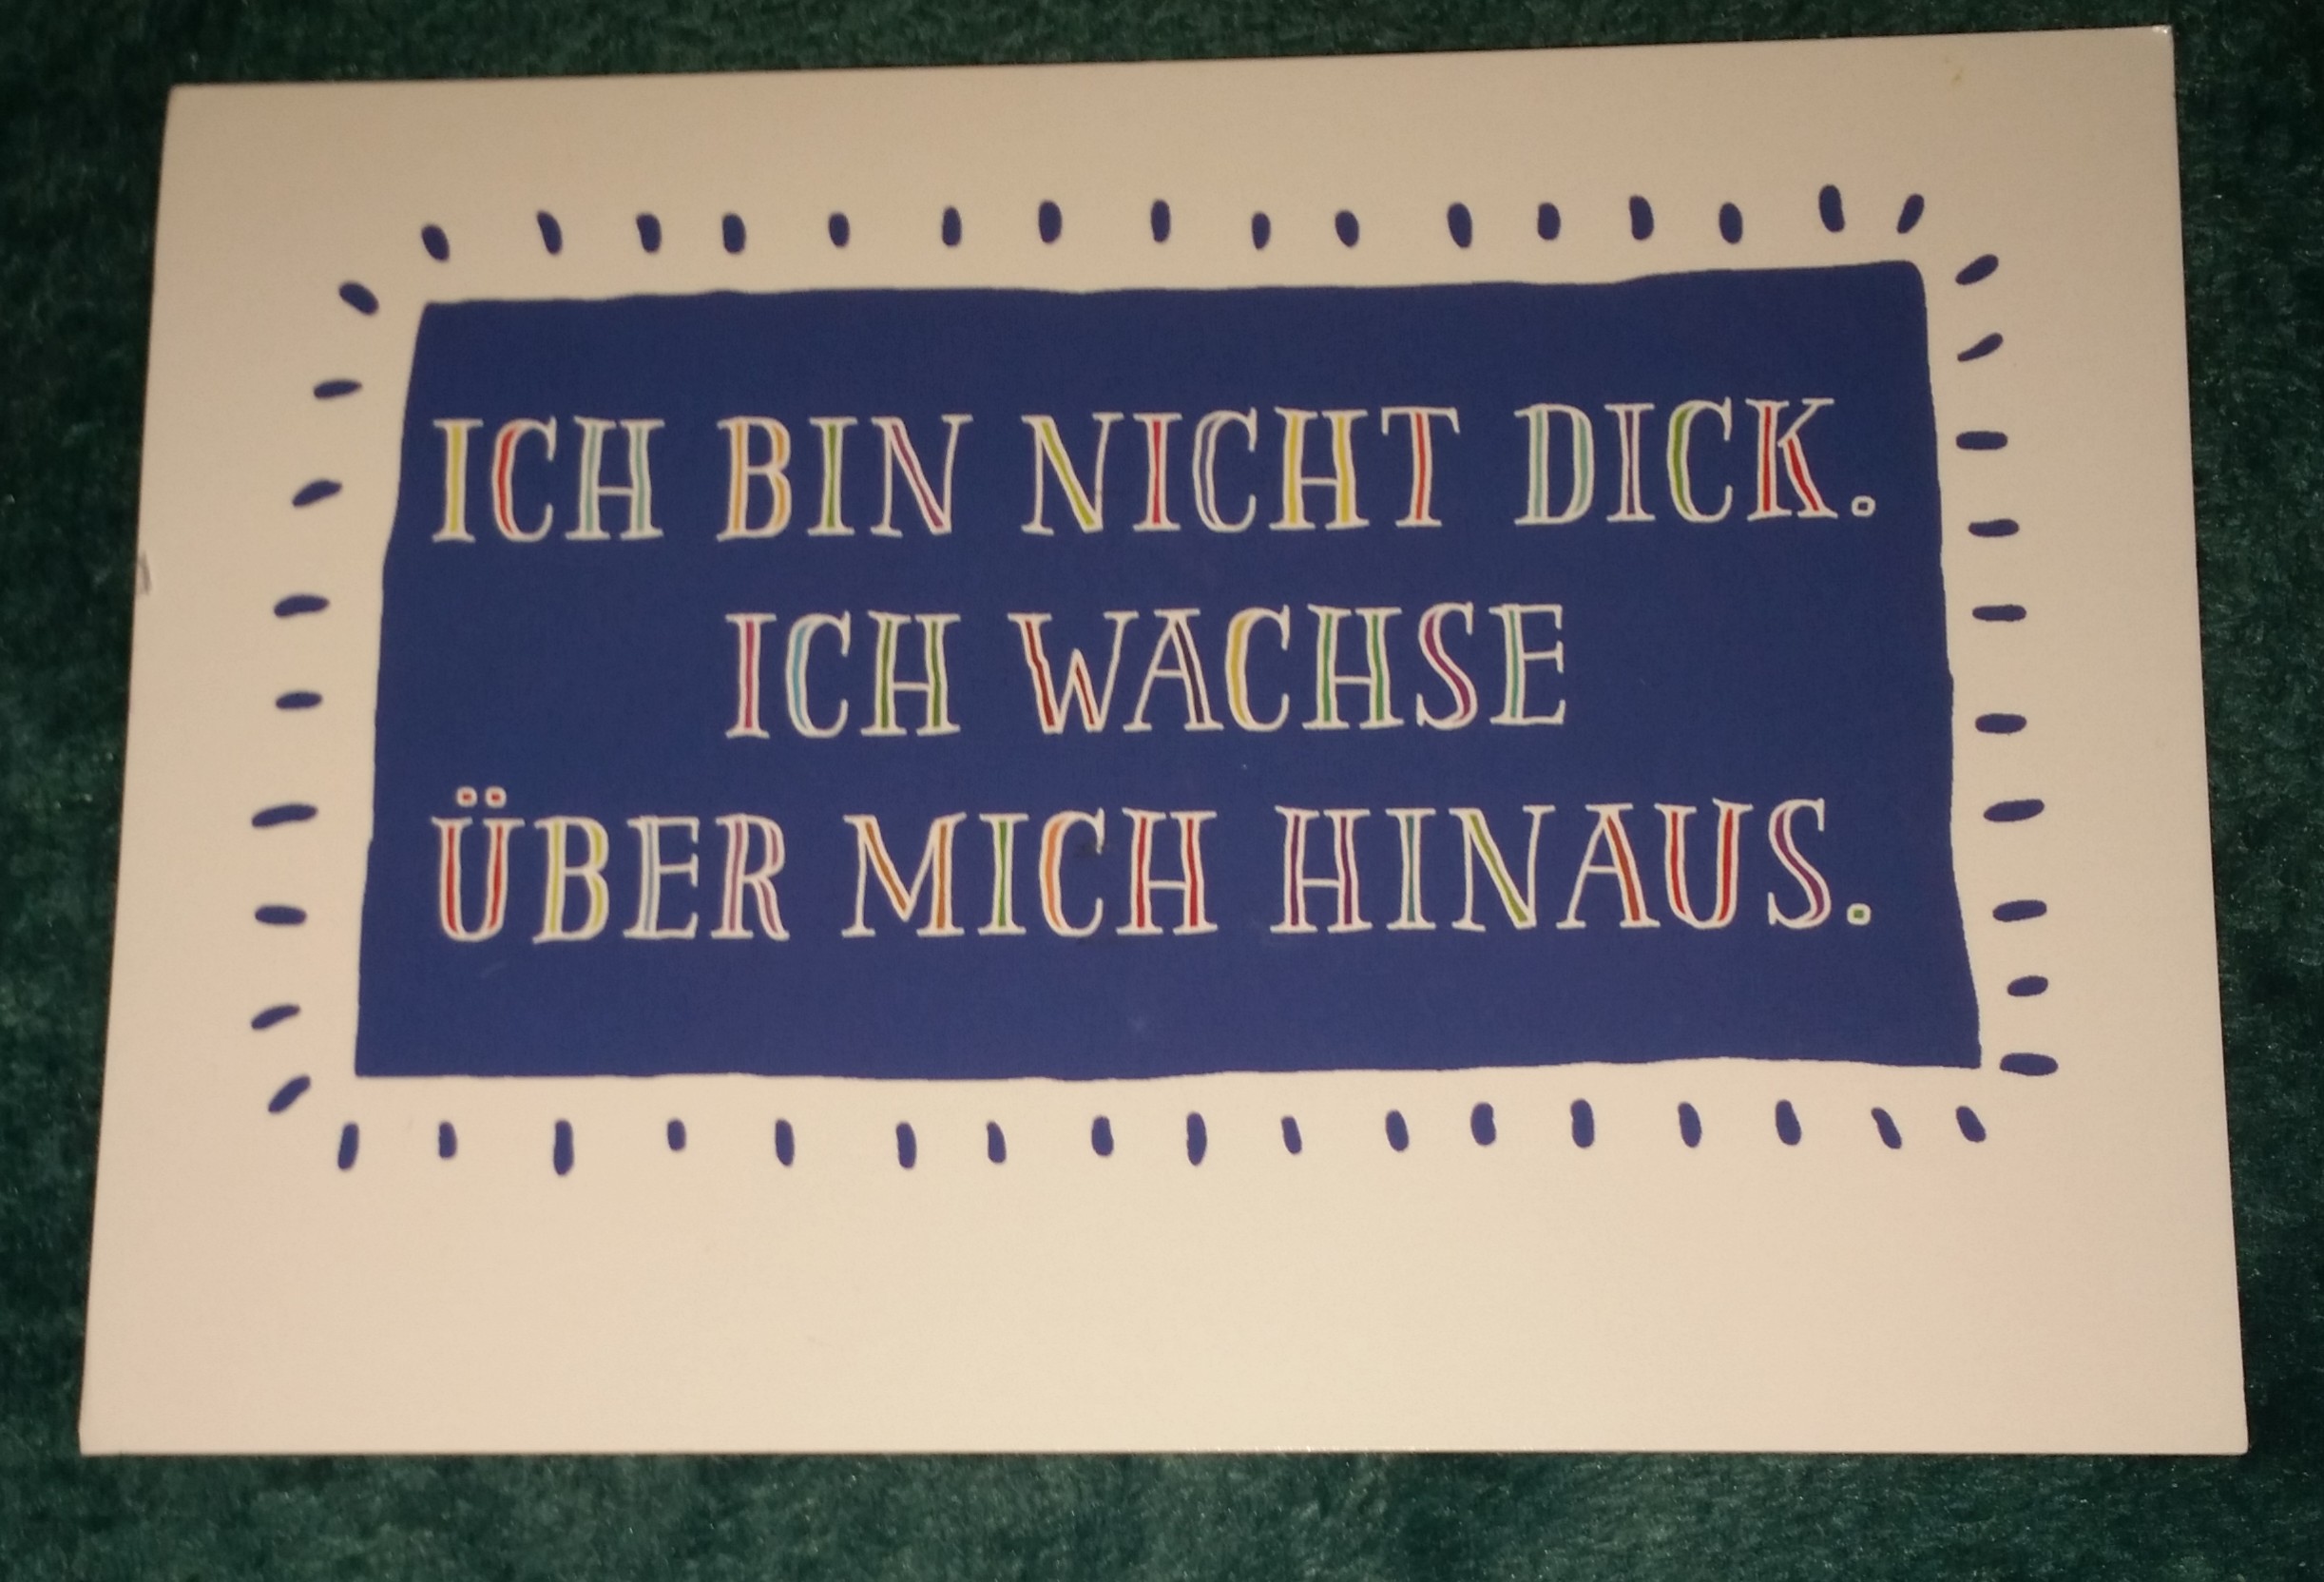 ICH BIN NICHT DICK.
ICH WACHSE
ÜBER MICH HINAUS.